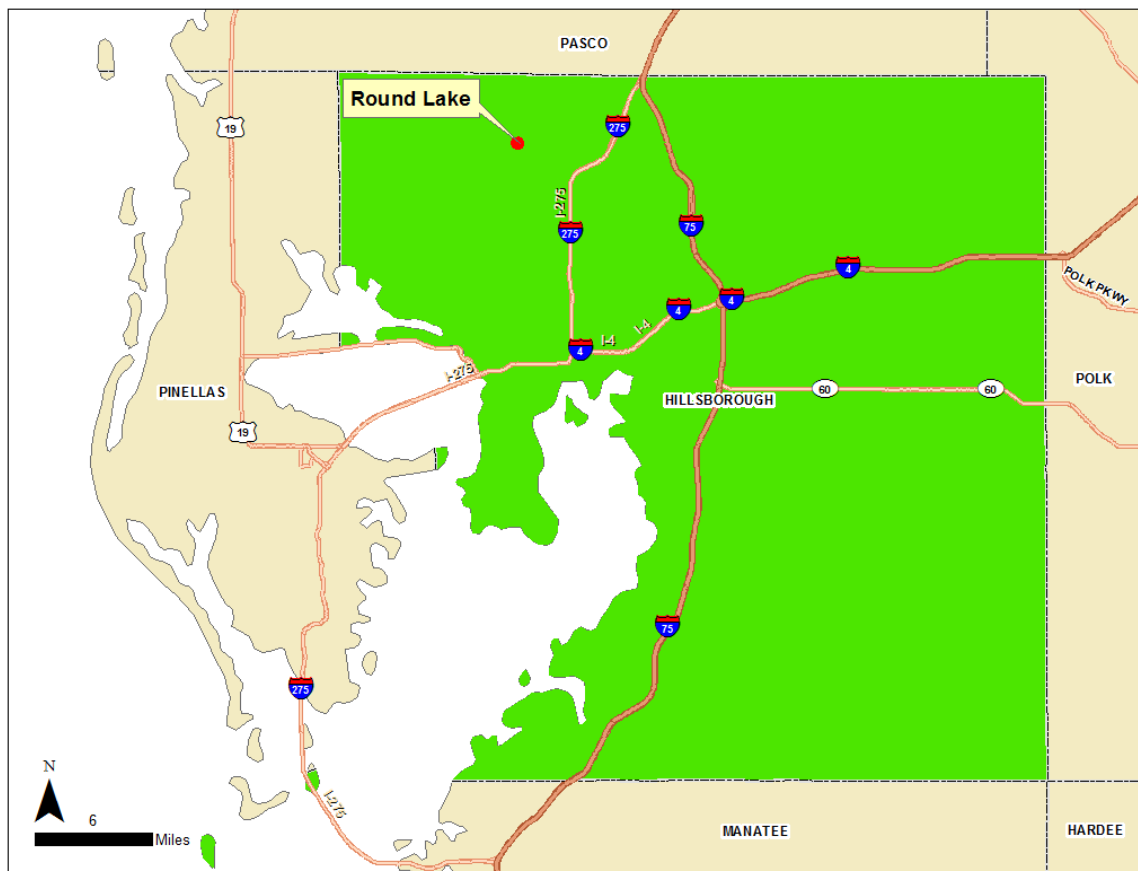 PASCO
Round Lake
275
19
I-275
275
75
4
POLK PKWY
4
4
I-4
I-4
4
I-275
PINELLAS
HILLSBOROUGH
60
60
POLK
19
75
275
N
I-275
6
Miles
MANATEE
HARDEE